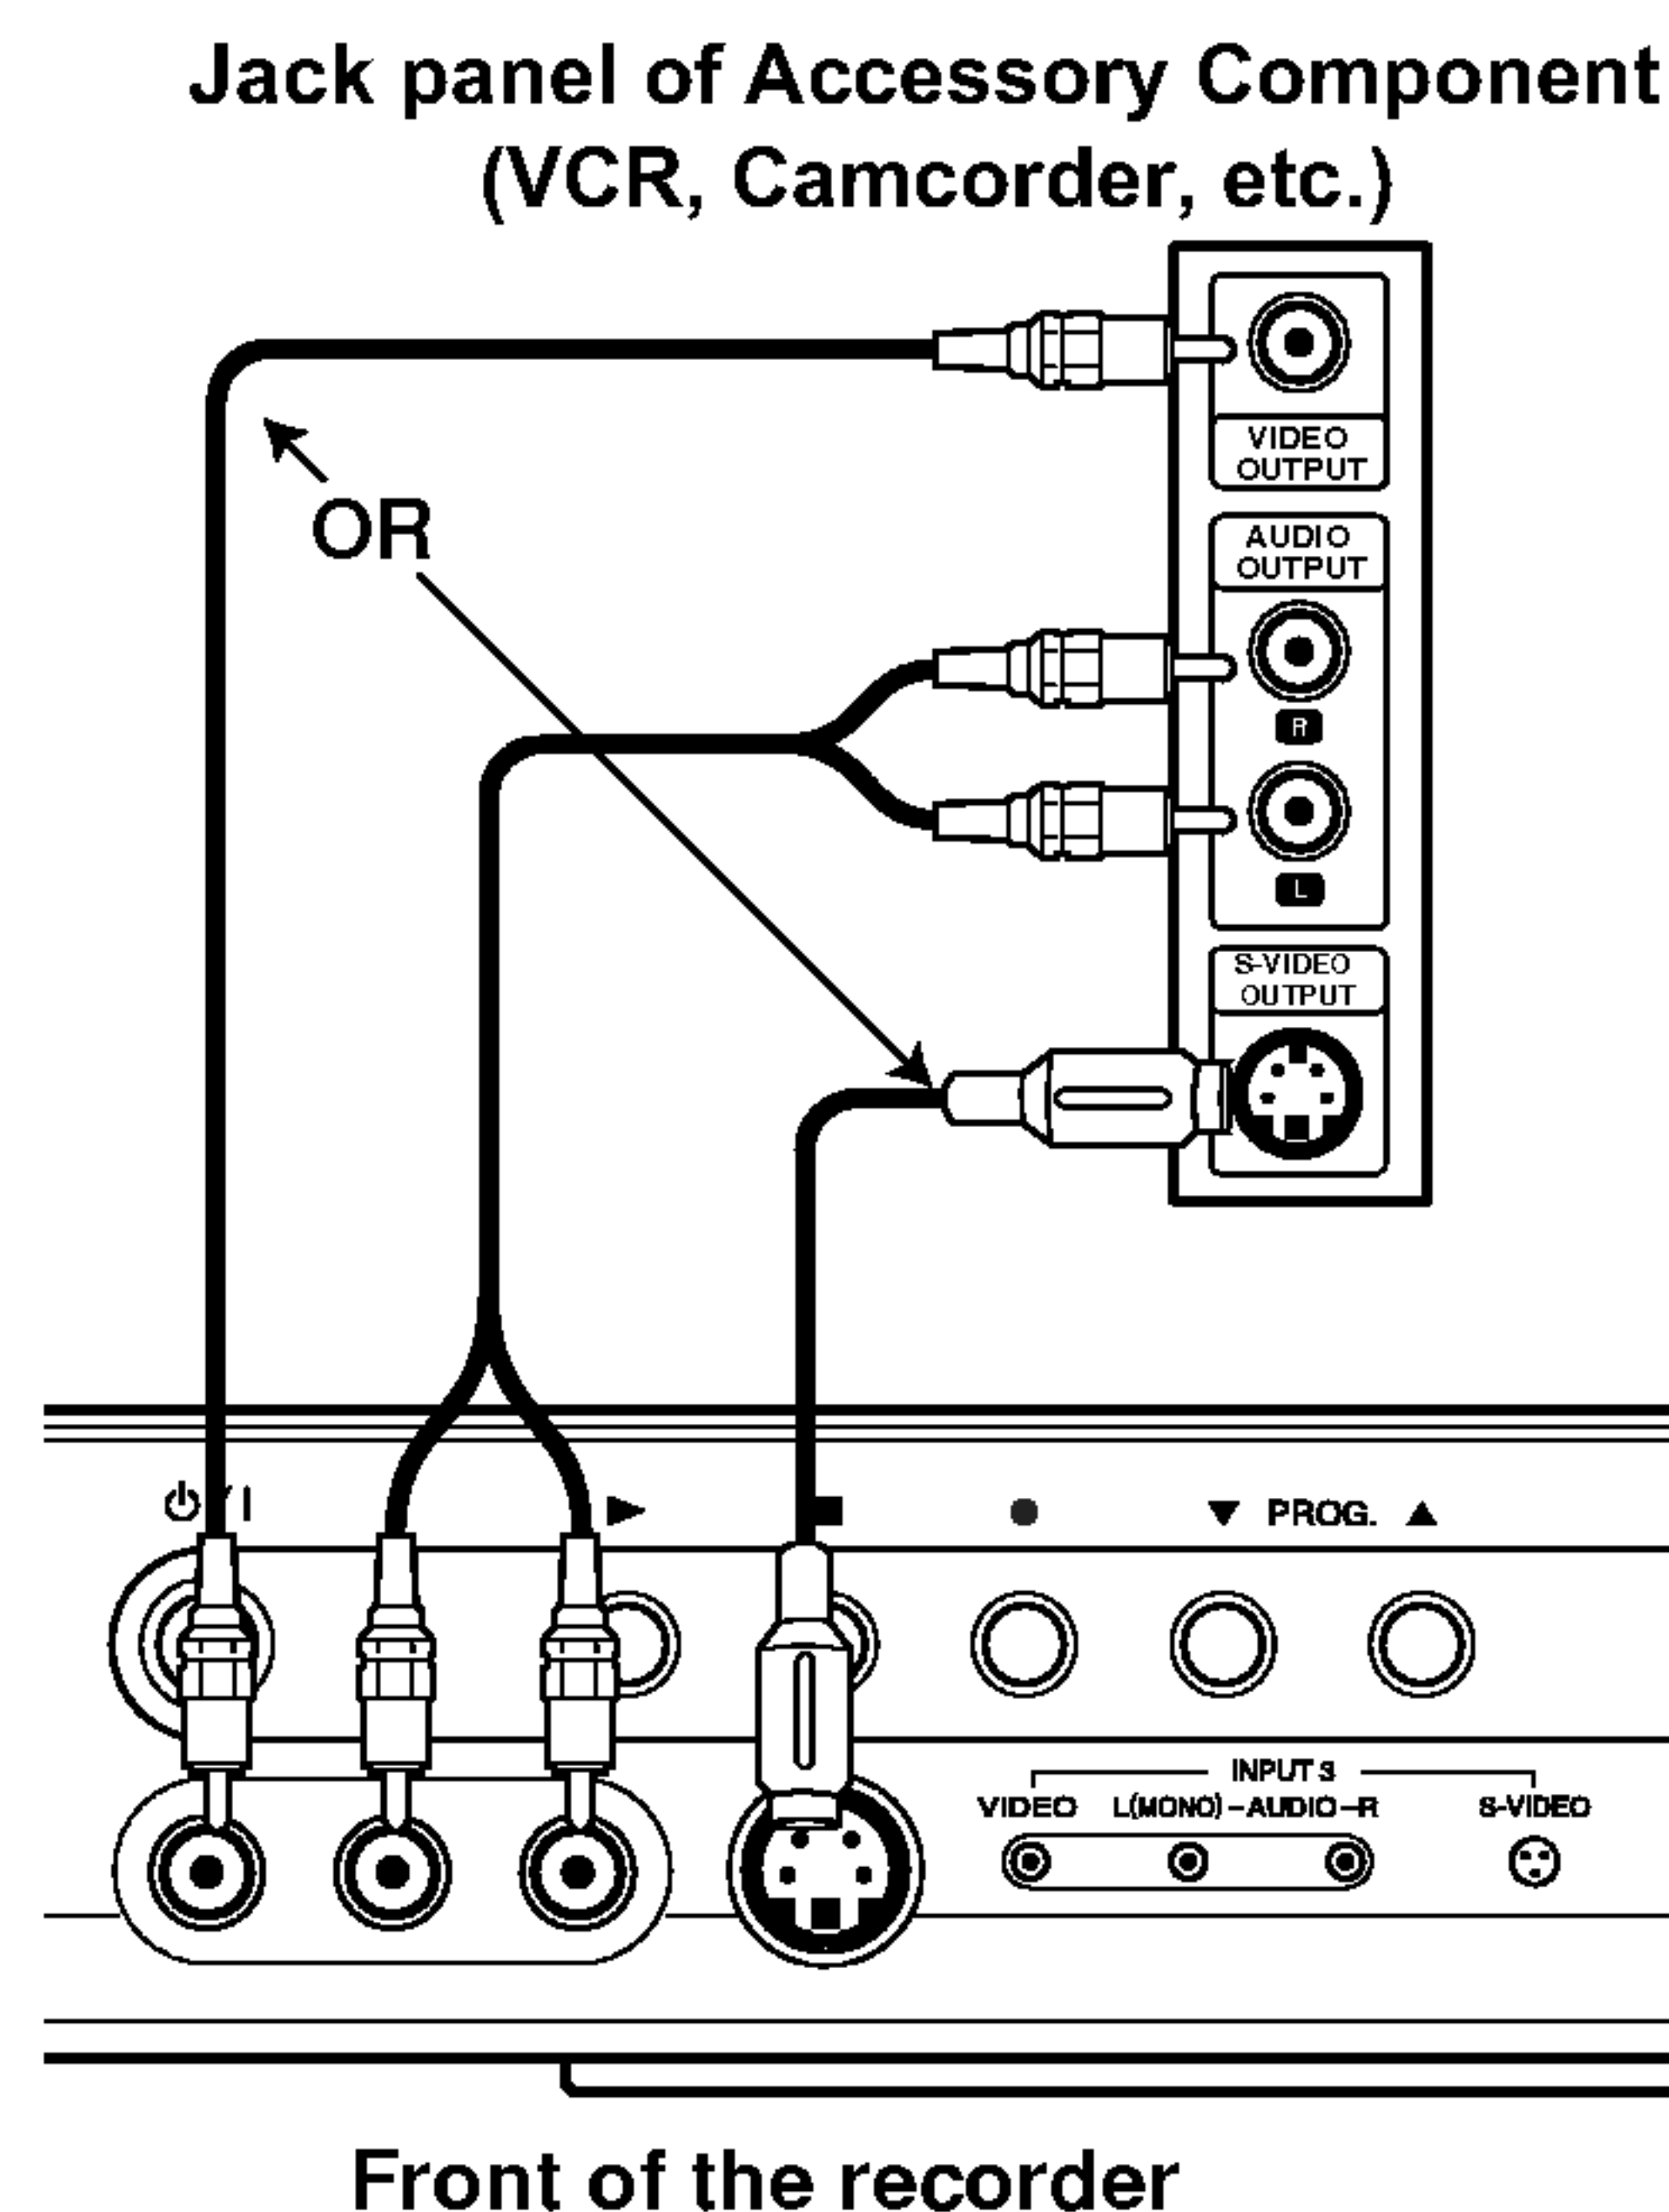 Jack panel of Accessory Component
(VCR, Camcorder, etc.)
VIDEO
OUTPUT
OR
AUDIO
OUTPUT
R
L
S-VIDEO
OUTPUT
PROG.
INPUT 3
VIDEO L(MONO)-AUDIO-R S-VIDEO
Front of the recorder